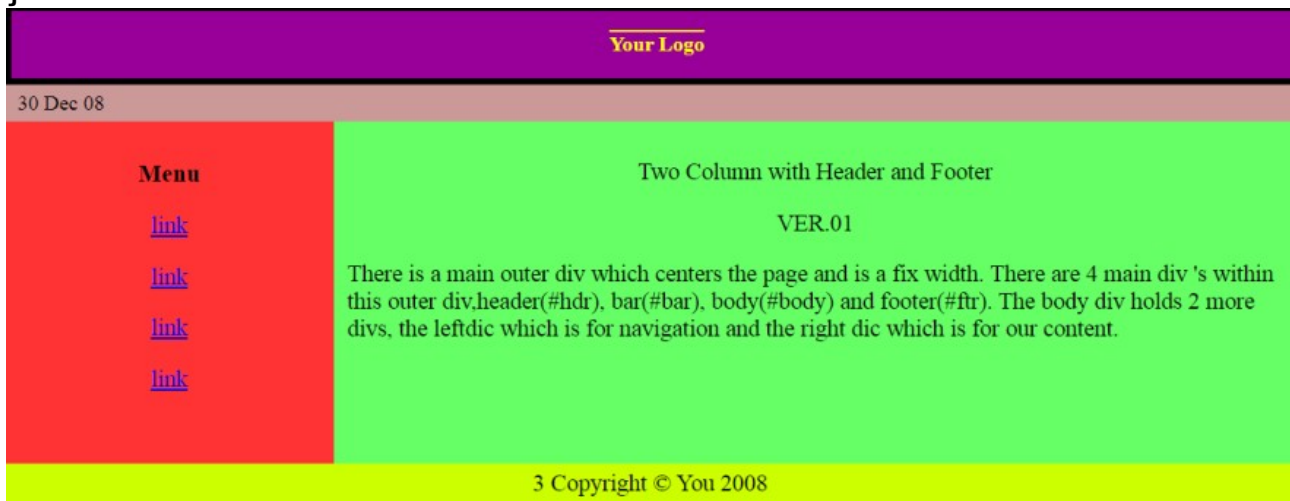 Your Logo
30 Dec 08
Menu
link
link
link
link
Two Column with Header and Footer
VER.01
There is a main outer div which centers the page and is a fix width. There are 4 main div 's within
this outer div,header(#hdr), bar(#bar), body(#body) and footer(#ftr). The body div holds 2 more
divs, the leftdic which is for navigation and the right dic which is for our content.
3 Copyright © You 2008